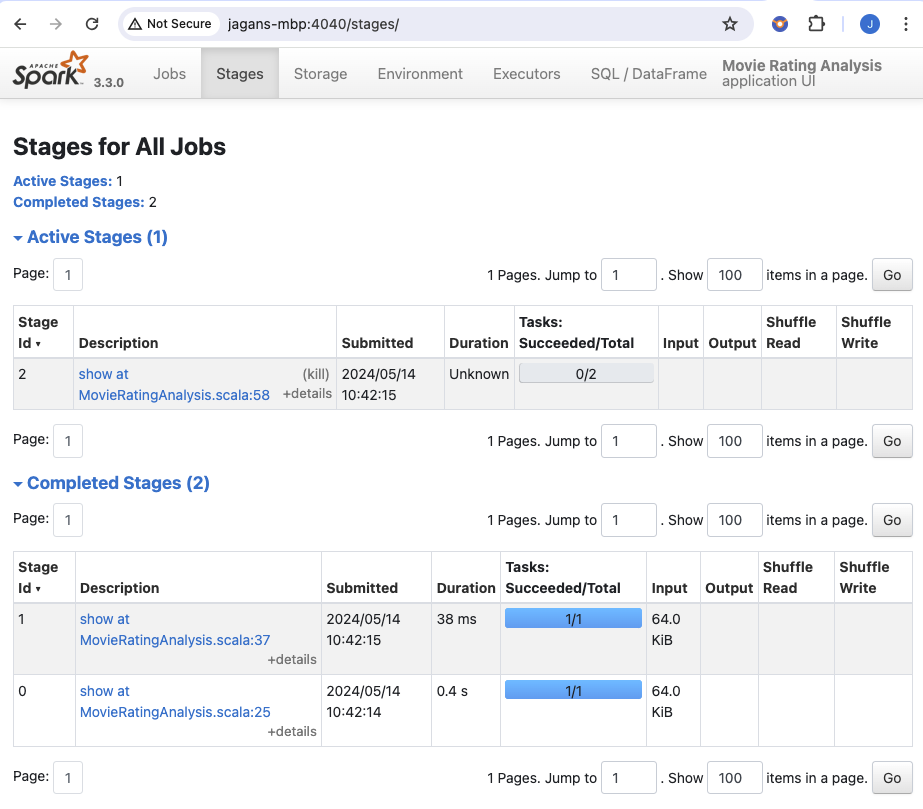 Not Secure jagans-mbp:4040/stages/ J
APACHE
Spark 3.3.0 Jobs Stages Storage Environment Executors SQL / DataFrame Movie Rating Analysis
application UI
Stages for All Jobs
Active Stages: 1
Completed Stages: 2
Active Stages (1)
Page: 1 1 Pages. Jump to 1 . Show 100 items in a page. Go
Stage Tasks: Shuffle Shuffle
Id Description Submitted Duration Succeeded/Total Input Output Read Write
2 show at (kill) 2024/05/14 Unknown 0/2
MovieRatingAnalysis.scala:58 +details 10:42:15
Page: 1 1 Pages. Jump to 1 . Show 100 items in a page. Go
Completed Stages (2)
Page: 1 1 Pages. Jump to 1 . Show 100 items in a page. Go
Stage Tasks: Shuffle Shuffle
Id Description Submitted Duration Succeeded/Total Input Output Read Write
1 show at 2024/05/14 38 ms 1/1 64.0
MovieRatingAnalysis.scala:37 10:42:15 KiB
+details
0 show at 2024/05/14 0.4 s 1/1 64.0
MovieRatingAnalysis.scala:25 10:42:14 KiB
+details
Page: 1 1 Pages. Jump to 1 . Show 100 items in a page. Go